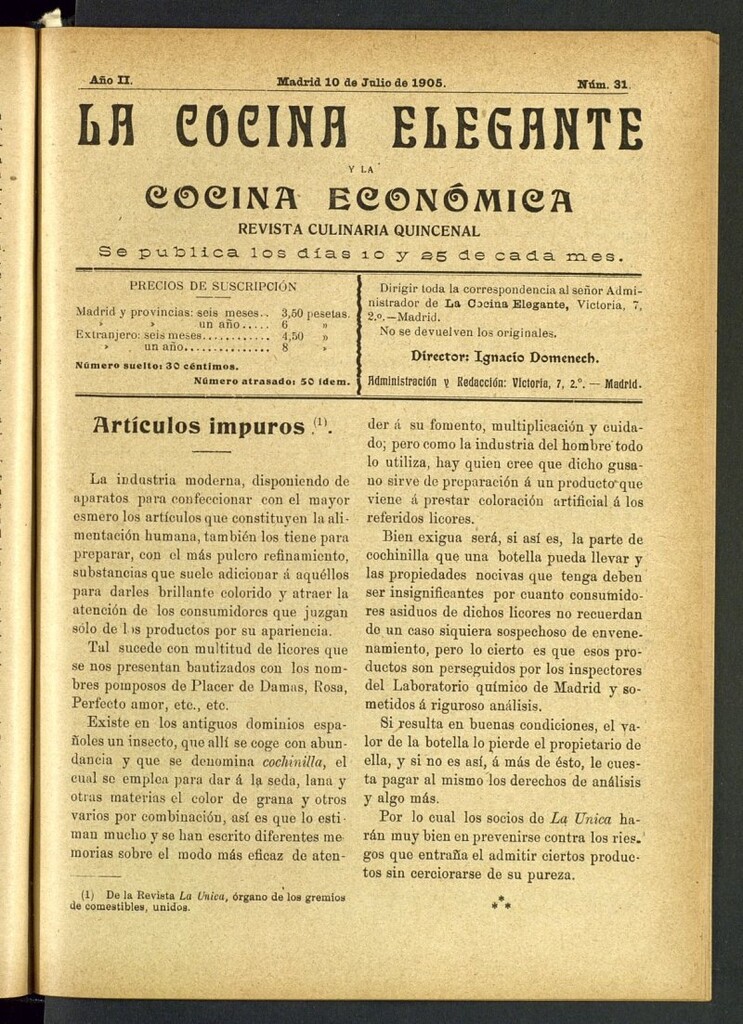 Año II.
Madrid 10 de Julio de 1905.
Núm. 31.
LA COCINA ELEGANTE
Y LA
COCINA ECONÓMICA
REVISTA CULINARIA QUINCENAL
Se publica los días 10 y 25 de cada mes.
PRECIOS DE SUSCRIPCIÓN
Madrid y provincias: seis meses.. 3,50 pesetas.
» » un año..... 6 »
Extranjero: seis meses............ 4,50 »
» un año............... 8 »
Número suelto: 30 céntimos.
Número atrasado: 50 ídem.
Dirigir toda la correspondencia al señor Admi-
nistrador de La Cocina Elegante, Victoria, 7,
2.º.—Madrid.
No se devuelven los originales.
Director: Ignacio Domenech.
Administración y Redacción: Victoria, 7, 2.º. — Madrid.
Artículos impuros (1).
La industria moderna, disponiendo de
aparatos para confeccionar con el mayor
esmero los artículos que constituyen la ali-
mentación humana, también los tiene para
preparar, con el más pulcro refinamiento,
substancias que suele adicionar á aquéllos
para darles brillante colorido y atraer la
atención de los consumidores que juzgan
sólo de los productos por su apariencia.
Tal sucede con multitud de licores que
se nos presentan bautizados con los nom-
bres pomposos de Placer de Damas, Rosa,
Perfecto amor, etc., etc.
Existe en los antiguos dominios espa-
ñoles un insecto, que allí se coge con abun-
dancia y que se denomina cochinilla, el
cual se emplea para dar á la seda, lana y
otras materias el color de grana y otros
varios por combinación, así es que lo esti-
man mucho y se han escrito diferentes me-
morias sobre el modo más eficaz de aten-
(1) De la Revista La Unica, órgano de los gremios
de comestibles, unidos.
der á su fomento, multiplicación y cuida-
do; pero como la industria del hombre todo
lo utiliza, hay quien cree que dicho gusa-
no sirve de preparación á un producto que
viene á prestar coloración artificial á los
referidos licores.
Bien exigua será, si así es, la parte de
cochinilla que una botella pueda llevar y
las propiedades nocivas que tenga deben
ser insignificantes por cuanto consumido-
res asiduos de dichos licores no recuerdan
de un caso siquiera sospechoso de envene-
namiento, pero lo cierto es que esos pro-
ductos son perseguidos por los inspectores
del Laboratorio químico de Madrid y so-
metidos á riguroso análisis.
Si resulta en buenas condiciones, el va-
lor de la botella lo pierde el propietario de
ella, y si no es así, á más de ésto, le cues-
ta pagar al mismo los derechos de análisis
y algo más.
Por lo cual los socios de La Unica ha-
rán muy bien en prevenirse contra los ries-
gos que entraña el admitir ciertos produc-
tos sin cerciorarse de su pureza.
***